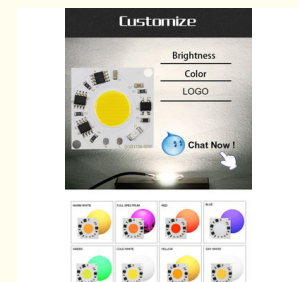 Customize
Brightness
Color
LOGO
Chat Now !
WARM WHITE
FULL SPECTRUM
RED
BLUE
GREEN
COLD WHITE
YELLOW
DAY WHITE